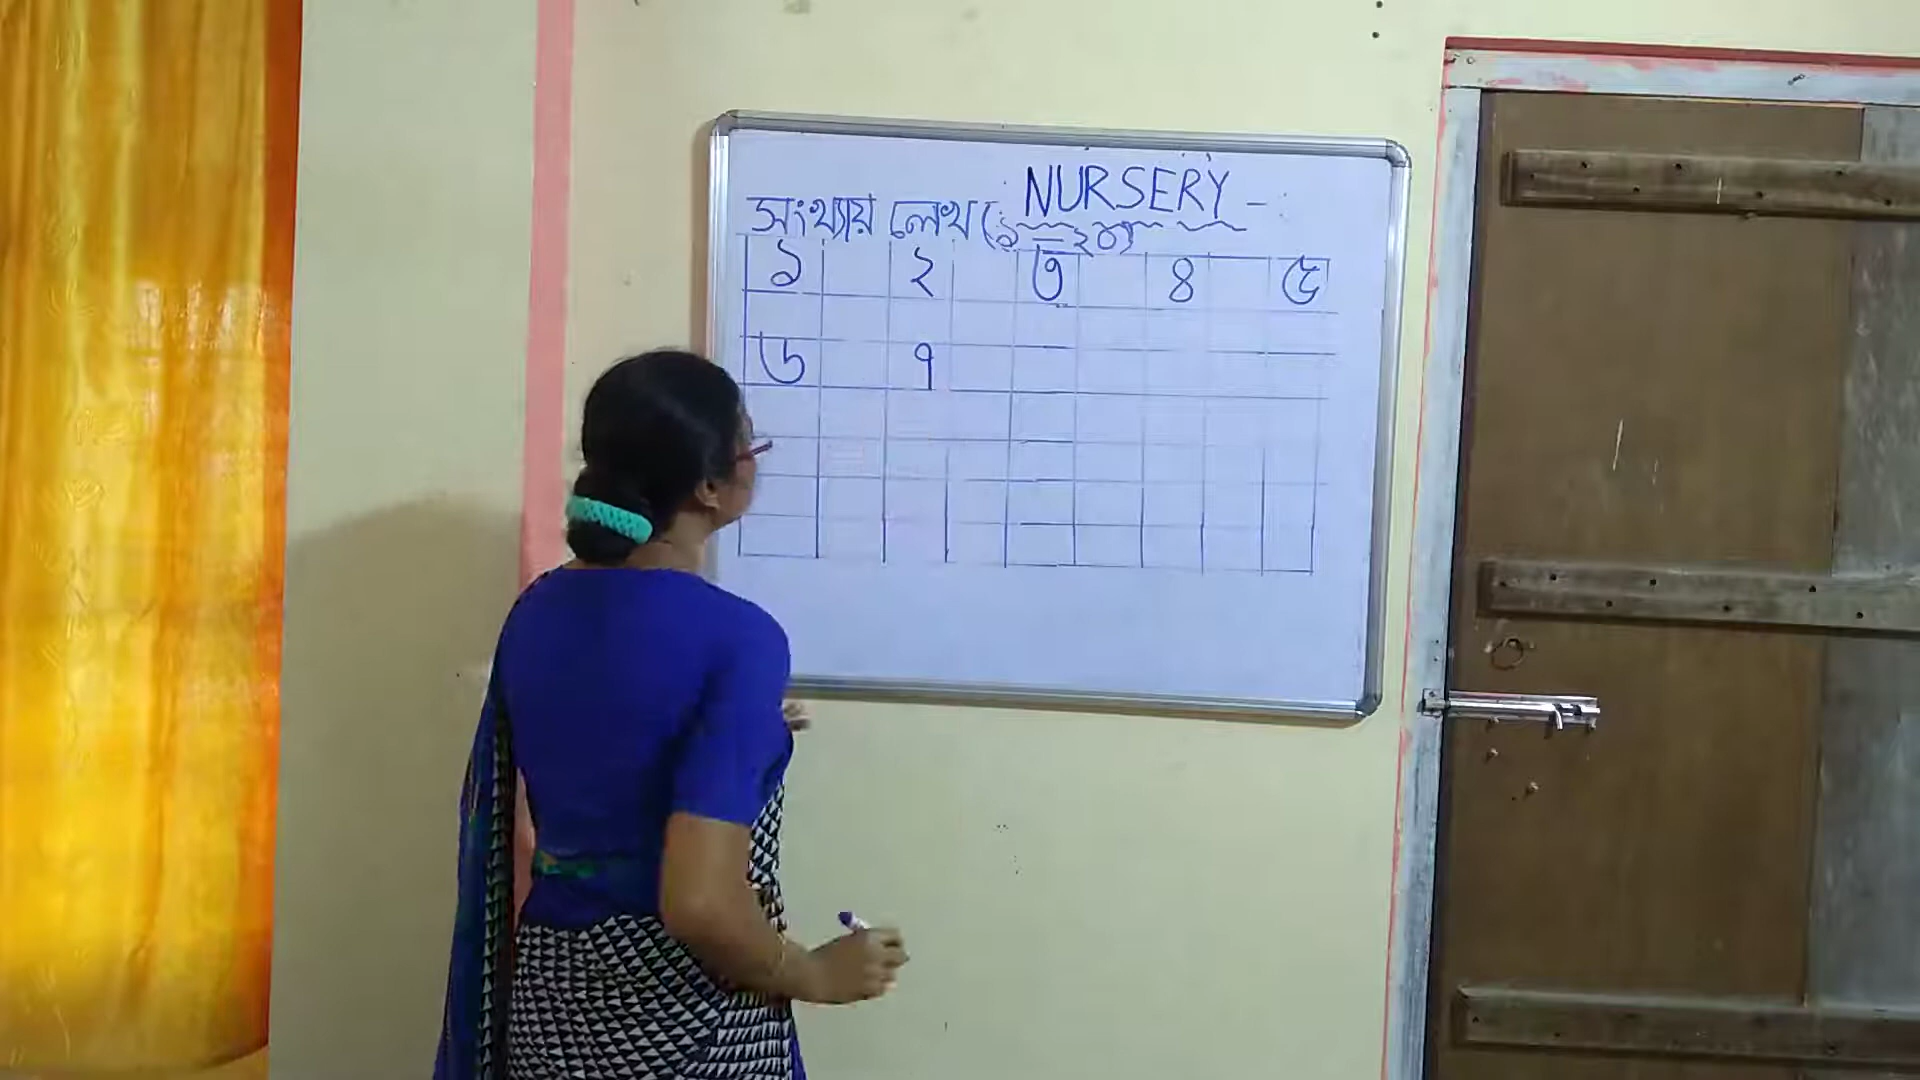 NURSERY -
সংখ্যায় লেখ (১ - ২০)
১ ২ ৩ ৪ ৫
৬ ৭